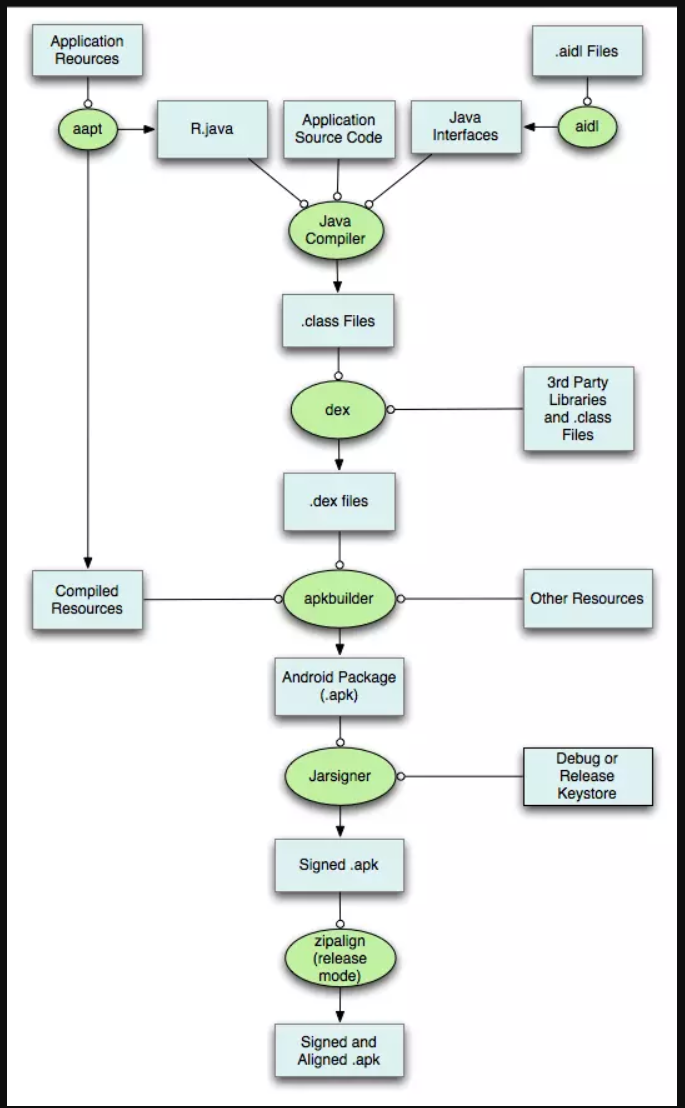 Application
Reources
.aidl Files
aapt
R.java
Application
Source Code
Java
Interfaces
aidl
Java
Compiler
.class Files
dex
3rd Party
Libraries
and .class
Files
.dex files
Compiled
Resources
apkbuilder
Other Resources
Android Package
(.apk)
Jarsigner
Debug or
Release
Keystore
Signed .apk
zipalign
(release
mode)
Signed and
Aligned .apk